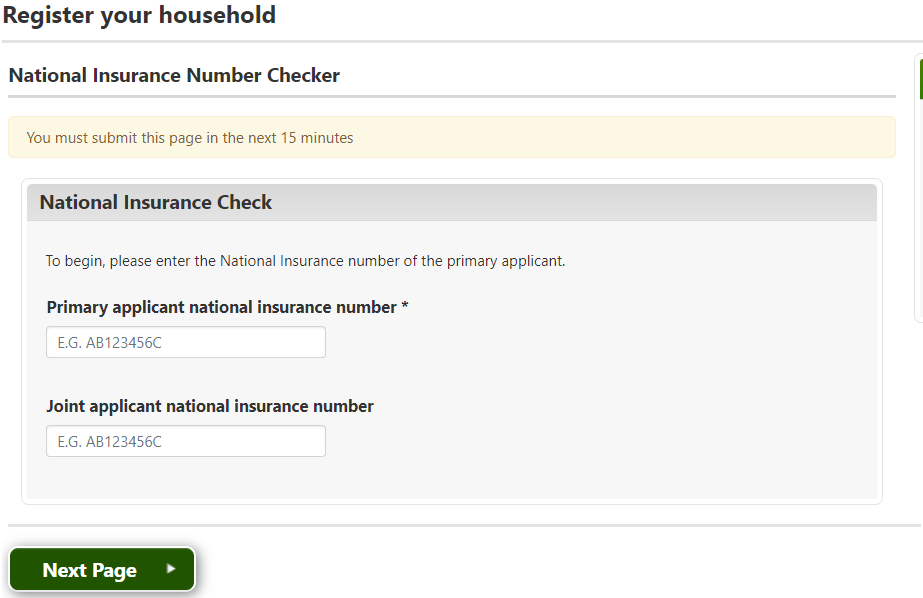 Register your household
National Insurance Number Checker
You must submit this page in the next 15 minutes
National Insurance Check
To begin, please enter the National Insurance number of the primary applicant.
Primary applicant national insurance number *
E.G. AB123456C
Joint applicant national insurance number
E.G. AB123456C
Next Page